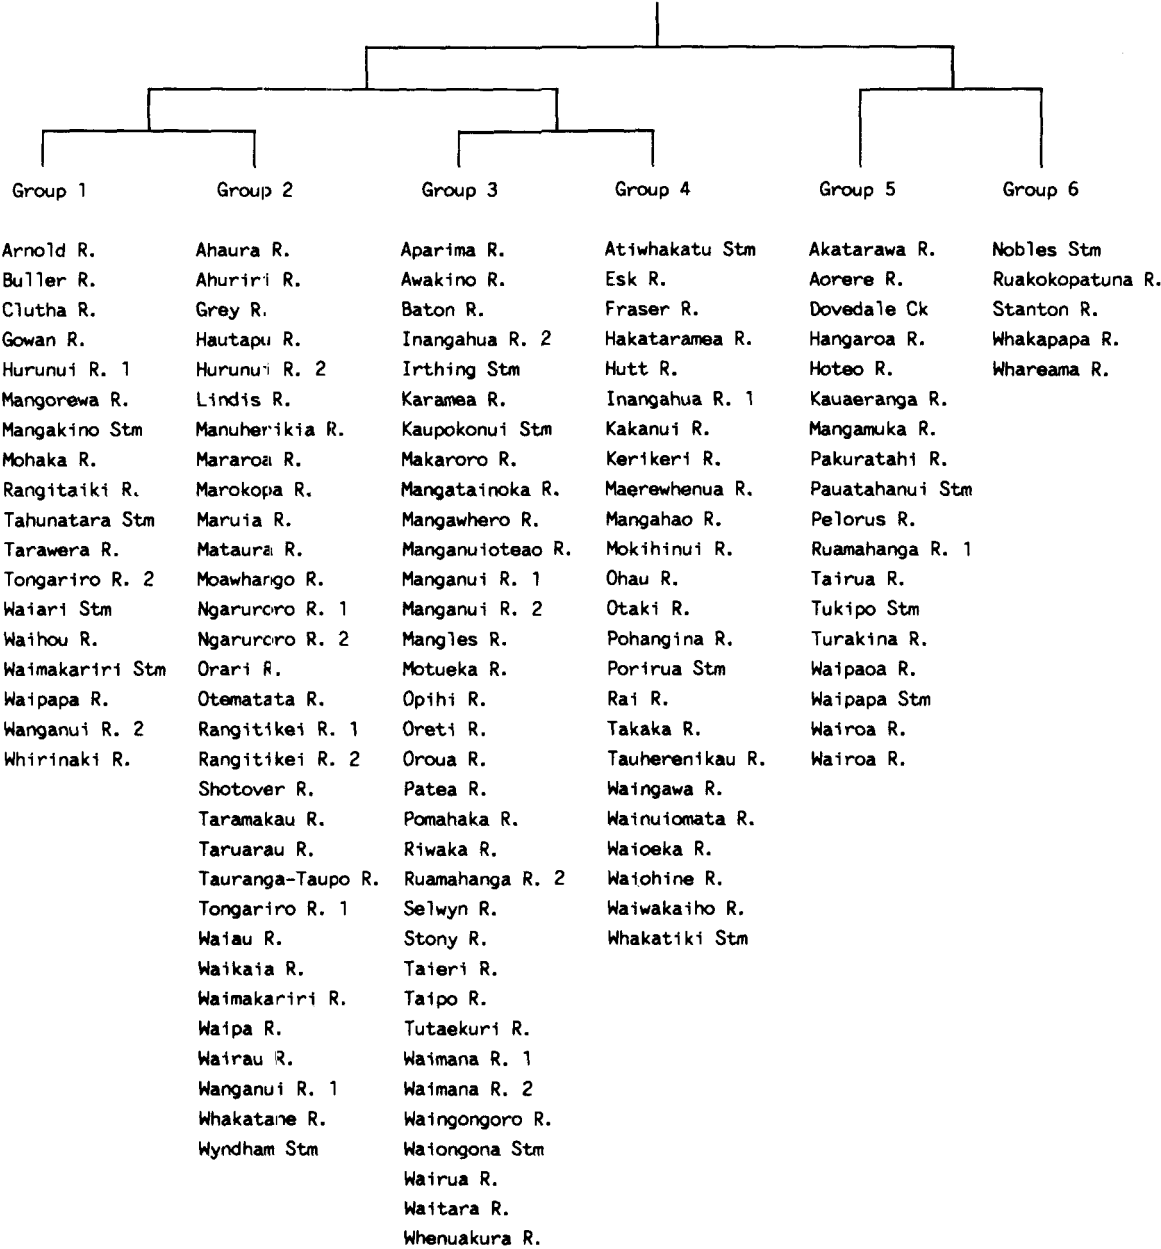 Group 1
Arnold R.
Buller R.
Clutha R.
Gowan R.
Hurunui R. 1
Mangorewa R.
Mangakino Stm
Mohaka R.
Rangitaiki R.
Tahunatara Stm
Tarawera R.
Tongariro R. 2
Waiari Stm
Waihou R.
Waimakariri Stm
Waipapa R.
Wanganui R. 2
Whirinaki R.
Group 2
Ahaura R.
Ahuriri R.
Grey R.
Hautapu R.
Hurunui R. 2
Lindis R.
Manuherikia R.
Mararoa R.
Marokopa R.
Maruia R.
Mataura R.
Moawhango R.
Ngaruroro R. 1
Ngaruroro R. 2
Orari R.
Otematata R.
Rangitikei R. 1
Rangitikei R. 2
Shotover R.
Taramakau R.
Taruarau R.
Tauranga-Taupo R.
Tongariro R. 1
Waiau R.
Waikaia R.
Waimakariri R.
Waipa R.
Wairau R.
Wanganui R. 1
Whakatane R.
Wyndham Stm
Group 3
Aparima R.
Awakino R.
Baton R.
Inangahua R. 2
Irthing Stm
Karamea R.
Kaupokonui Stm
Makaroro R.
Mangatainoka R.
Mangawhero R.
Manganuioteao R.
Manganui R. 1
Manganui R. 2
Mangles R.
Motueka R.
Opihi R.
Oreti R.
Oroua R.
Patea R.
Pomahaka R.
Riwaka R.
Ruamahanga R. 2
Selwyn R.
Stony R.
Taieri R.
Taipo R.
Tutaekuri R.
Waimana R. 1
Waimana R. 2
Waingongoro R.
Waiongona Stm
Wairua R.
Waitara R.
Whenuakura R.
Group 4
Atiwhakatu Stm
Esk R.
Fraser R.
Hakataramea R.
Hutt R.
Inangahua R. 1
Kakanui R.
Kerikeri R.
Maerewhenua R.
Mangahao R.
Mokihinui R.
Ohau R.
Otaki R.
Pohangina R.
Porirua Stm
Rai R.
Takaka R.
Tauherenikau R.
Waingawa R.
Wainuiomata R.
Waioeka R.
Waiohine R.
Waiwakaiho R.
Whakatiki Stm
Group 5
Akatarawa R.
Aorere R.
Dovedale Ck
Hangaroa R.
Hoteo R.
Kauaeranga R.
Mangamuka R.
Pakuratahi R.
Pauatahanui Stm
Pelorus R.
Ruamahanga R. 1
Tairua R.
Tukipo Stm
Turakina R.
Waipaoa R.
Waipapa Stm
Wairoa R.
Wairoa R.
Group 6
Nobles Stm
Ruakokopatuna R.
Stanton R.
Whakapapa R.
Whareama R.